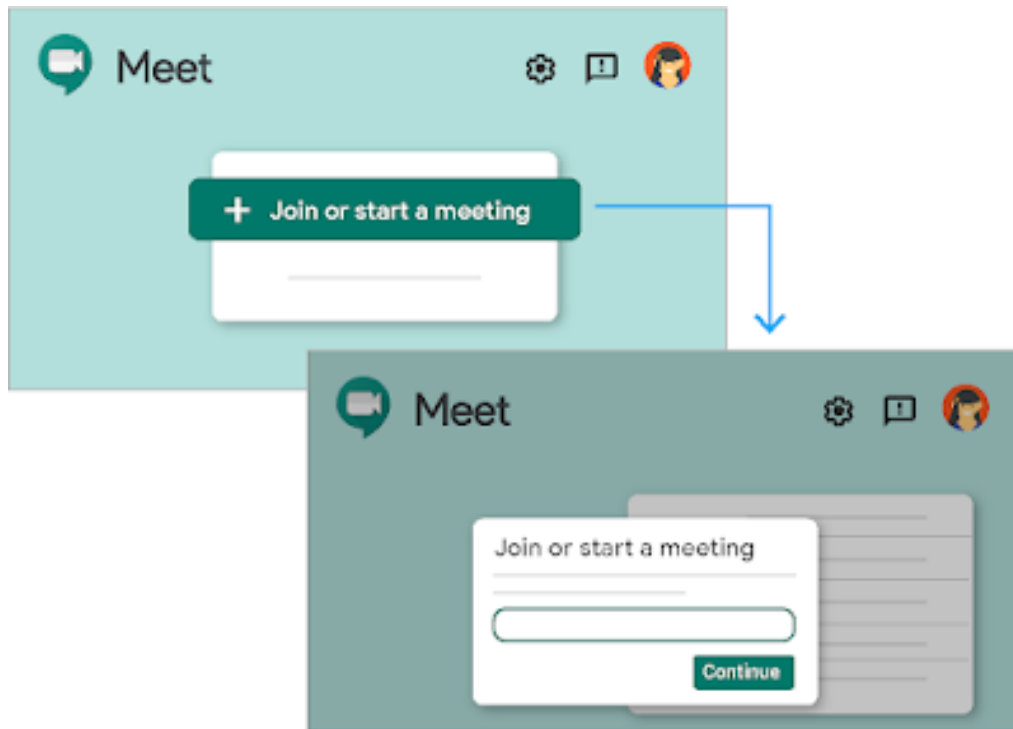 Meet
+ Join or start a meeting
Meet
Join or start a meeting
Continue